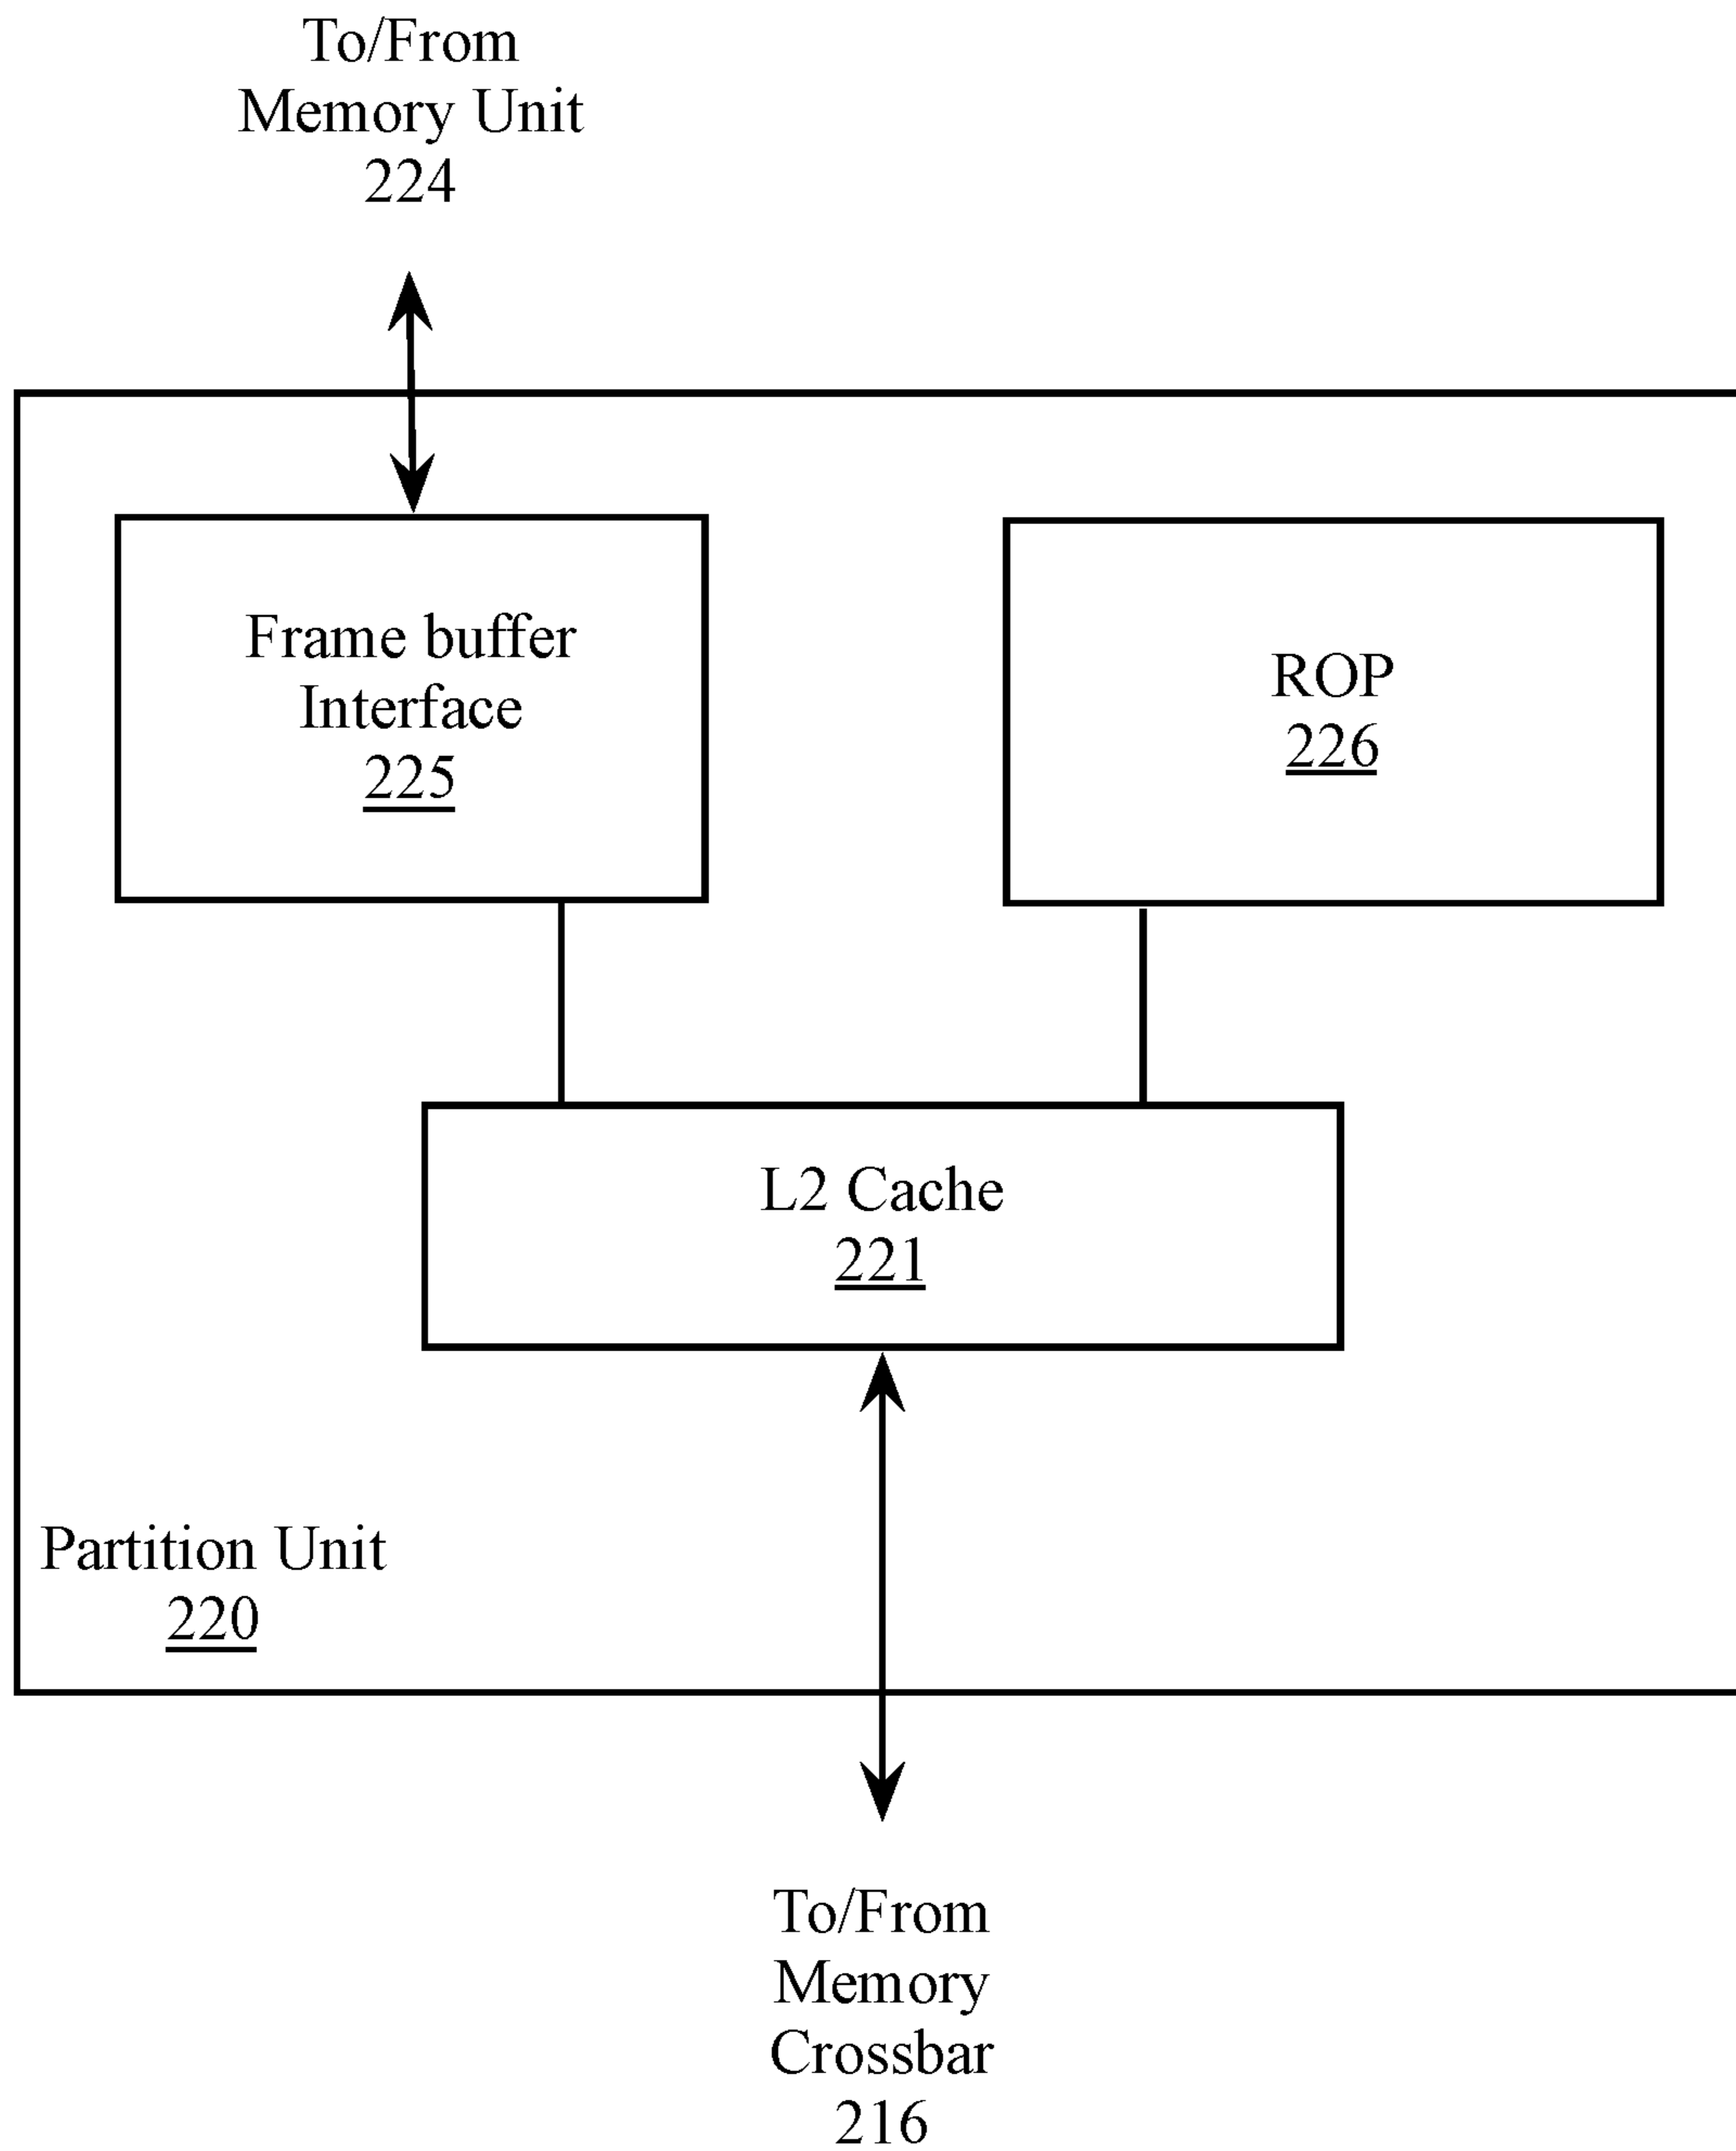 To/From
Memory Unit
224
Frame buffer
Interface
225
ROP
226
L2 Cache
221
Partition Unit
220
To/From
Memory
Crossbar
216